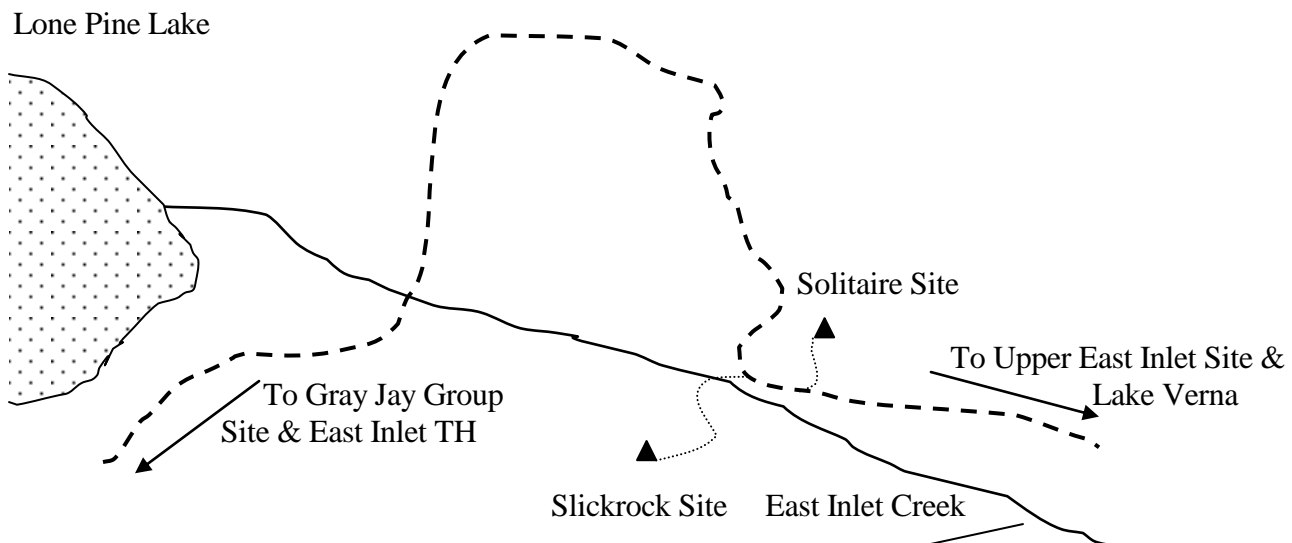 Lone Pine Lake
Solitaire Site
To Upper East Inlet Site &
Lake Verna
To Gray Jay Group
Site & East Inlet TH
Slickrock Site
East Inlet Creek